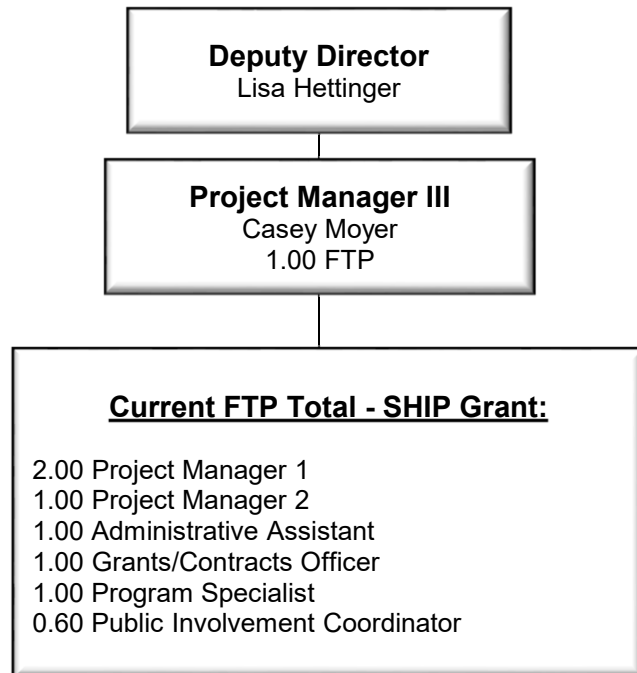 Deputy Director
Lisa Hettinger
Project Manager III
Casey Moyer
1.00 FTP
Current FTP Total - SHIP Grant:
2.00 Project Manager 1
1.00 Project Manager 2
1.00 Administrative Assistant
1.00 Grants/Contracts Officer
1.00 Program Specialist
0.60 Public Involvement Coordinator